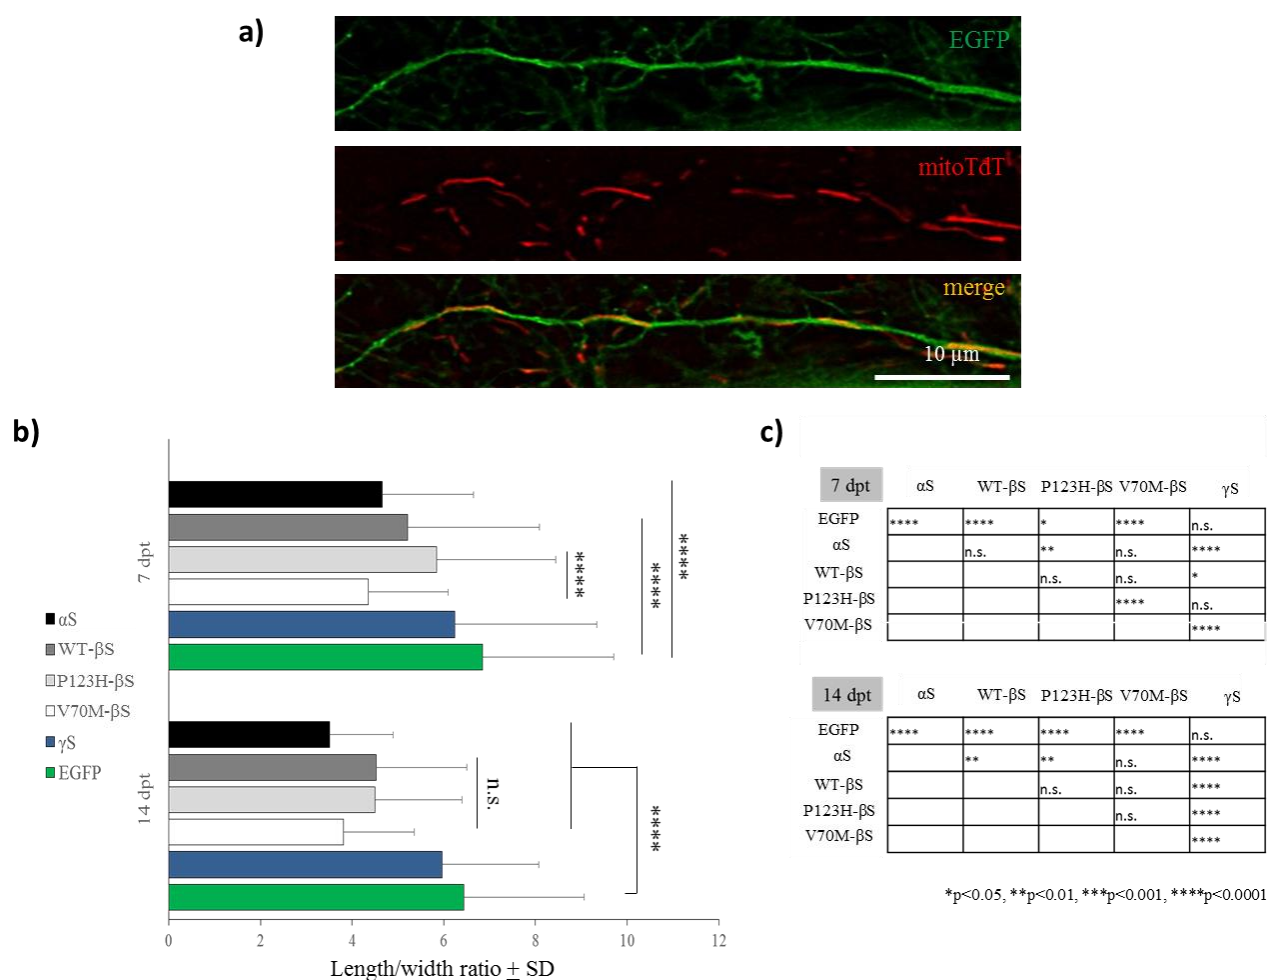 a)
EGFP
mitoTdT
merge
10 µm
b)
7 dpt
14 dpt
αS
WT-βS
P123H-βS
V70M-βS
γS
EGFP
****
****
****
n.s.
****
0 2 4 6 8 10 12
Length/width ratio + SD
c)
7 dpt αS WT-βS P123H-βS V70M-βS γS
EGFP **** **** * **** n.s.
αS n.s. ** n.s. ****
WT-βS n.s. n.s. *
P123H-βS **** n.s.
V70M-βS ****
14 dpt αS WT-βS P123H-βS V70M-βS γS
EGFP **** **** **** **** n.s.
αS ** ** n.s. ****
WT-βS n.s. n.s. ****
P123H-βS n.s. ****
V70M-βS ****
*p<0.05, **p<0.01, ***p<0.001, ****p<0.0001